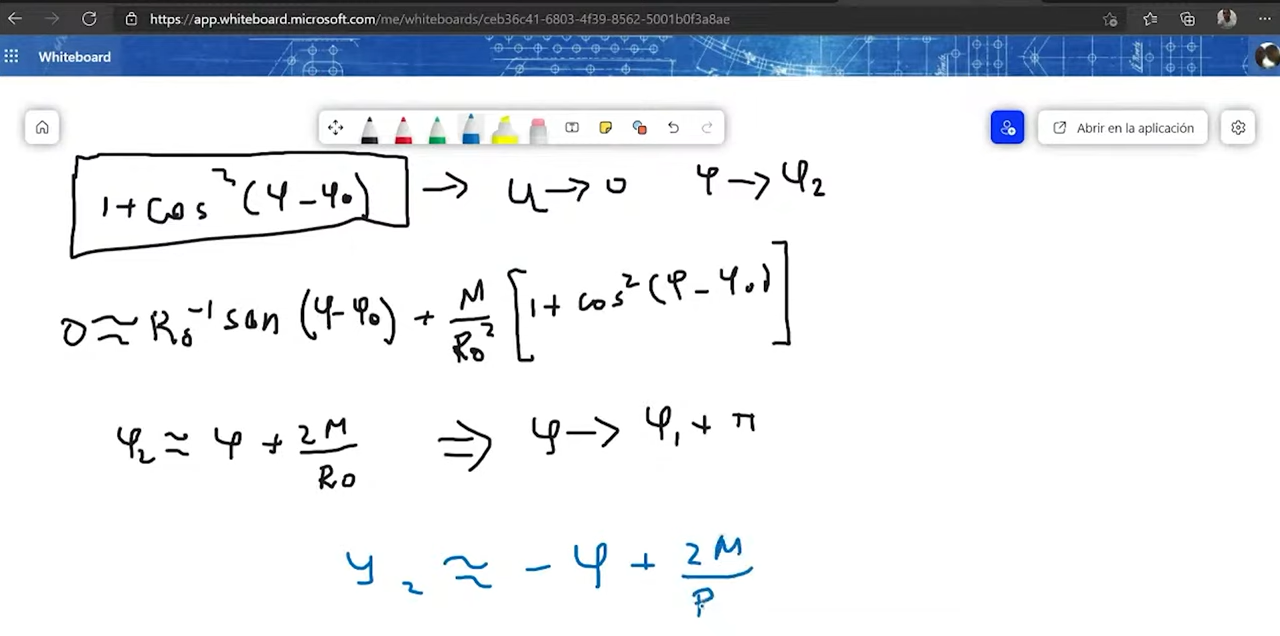 https://app.whiteboard.microsoft.com/me/whiteboards/ceb36c41-6803-4f39-8562-5001b0f3a8ae
Whiteboard
Abrir en la aplicación
1 + cos² (φ - φ₀) → u → 0 φ → φ₂
0 ≈ R₀⁻¹ sen (φ - φ₀) + M/R₀² [1 + cos² (φ - φ₀)]
φ₂ ≈ φ + 2M/R₀ ⇒ φ → φ₁ + π
φ₂ ≈ - φ + 2M/R